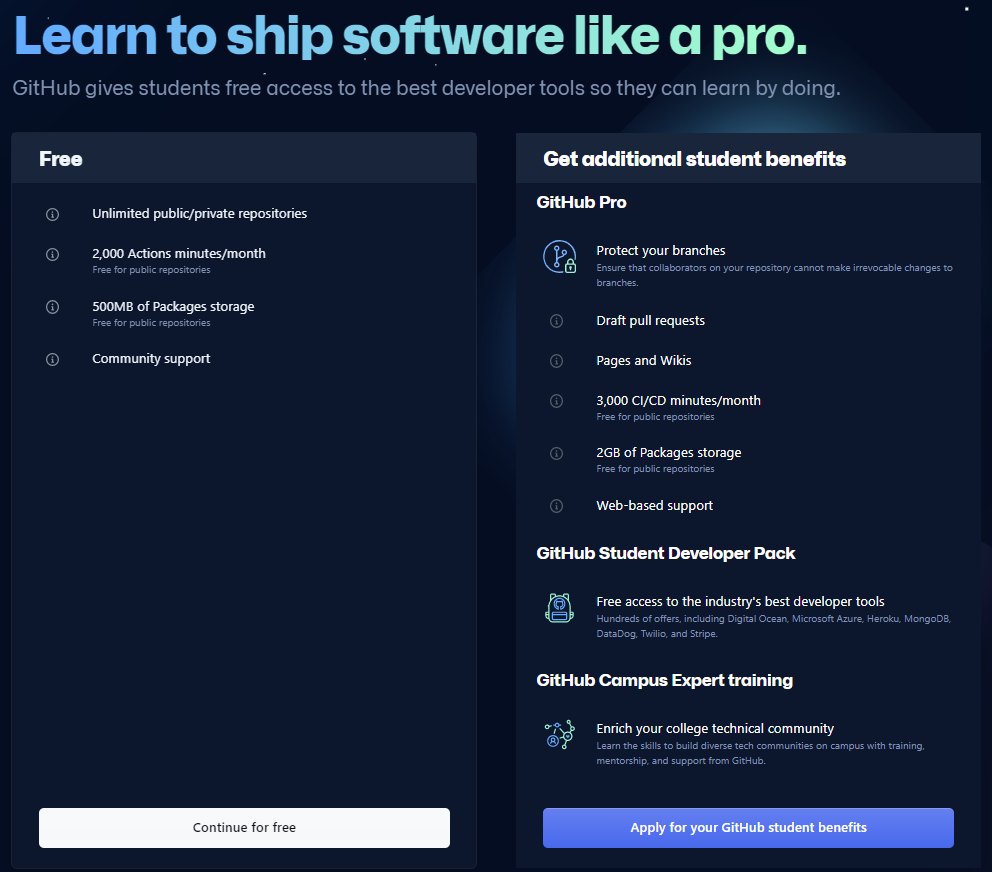 Learn to ship software like a pro.
GitHub gives students free access to the best developer tools so they can learn by doing.
Free
Unlimited public/private repositories
2,000 Actions minutes/month
Free for public repositories
500MB of Packages storage
Free for public repositories
Community support
Continue for free
Get additional student benefits
GitHub Pro
Protect your branches
Ensure that collaborators on your repository cannot make irrevocable changes to
branches.
Draft pull requests
Pages and Wikis
3,000 CI/CD minutes/month
Free for public repositories
2GB of Packages storage
Free for public repositories
Web-based support
GitHub Student Developer Pack
Free access to the industry's best developer tools
Hundreds of offers, including Digital Ocean, Microsoft Azure, Heroku, MongoDB,
DataDog, Twilio, and Stripe.
GitHub Campus Expert training
Enrich your college technical community
Learn the skills to build diverse tech communities on campus with training,
mentorship, and support from GitHub.
Apply for your GitHub student benefits